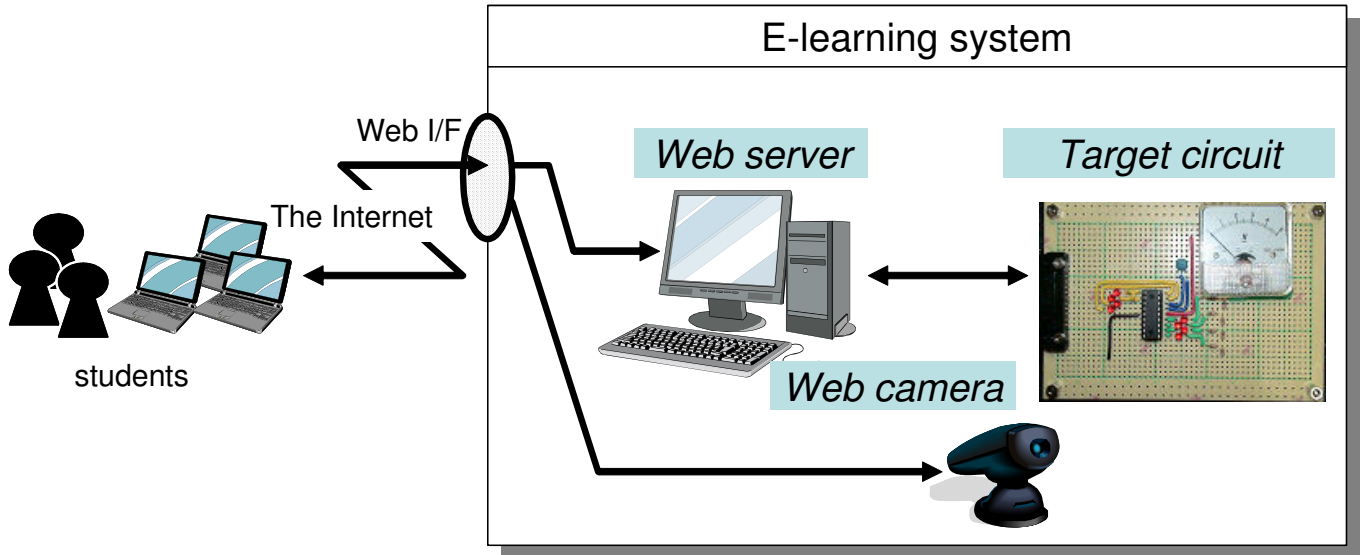 E-learning system
Web I/F
Web server
Target circuit
The Internet
students
Web camera